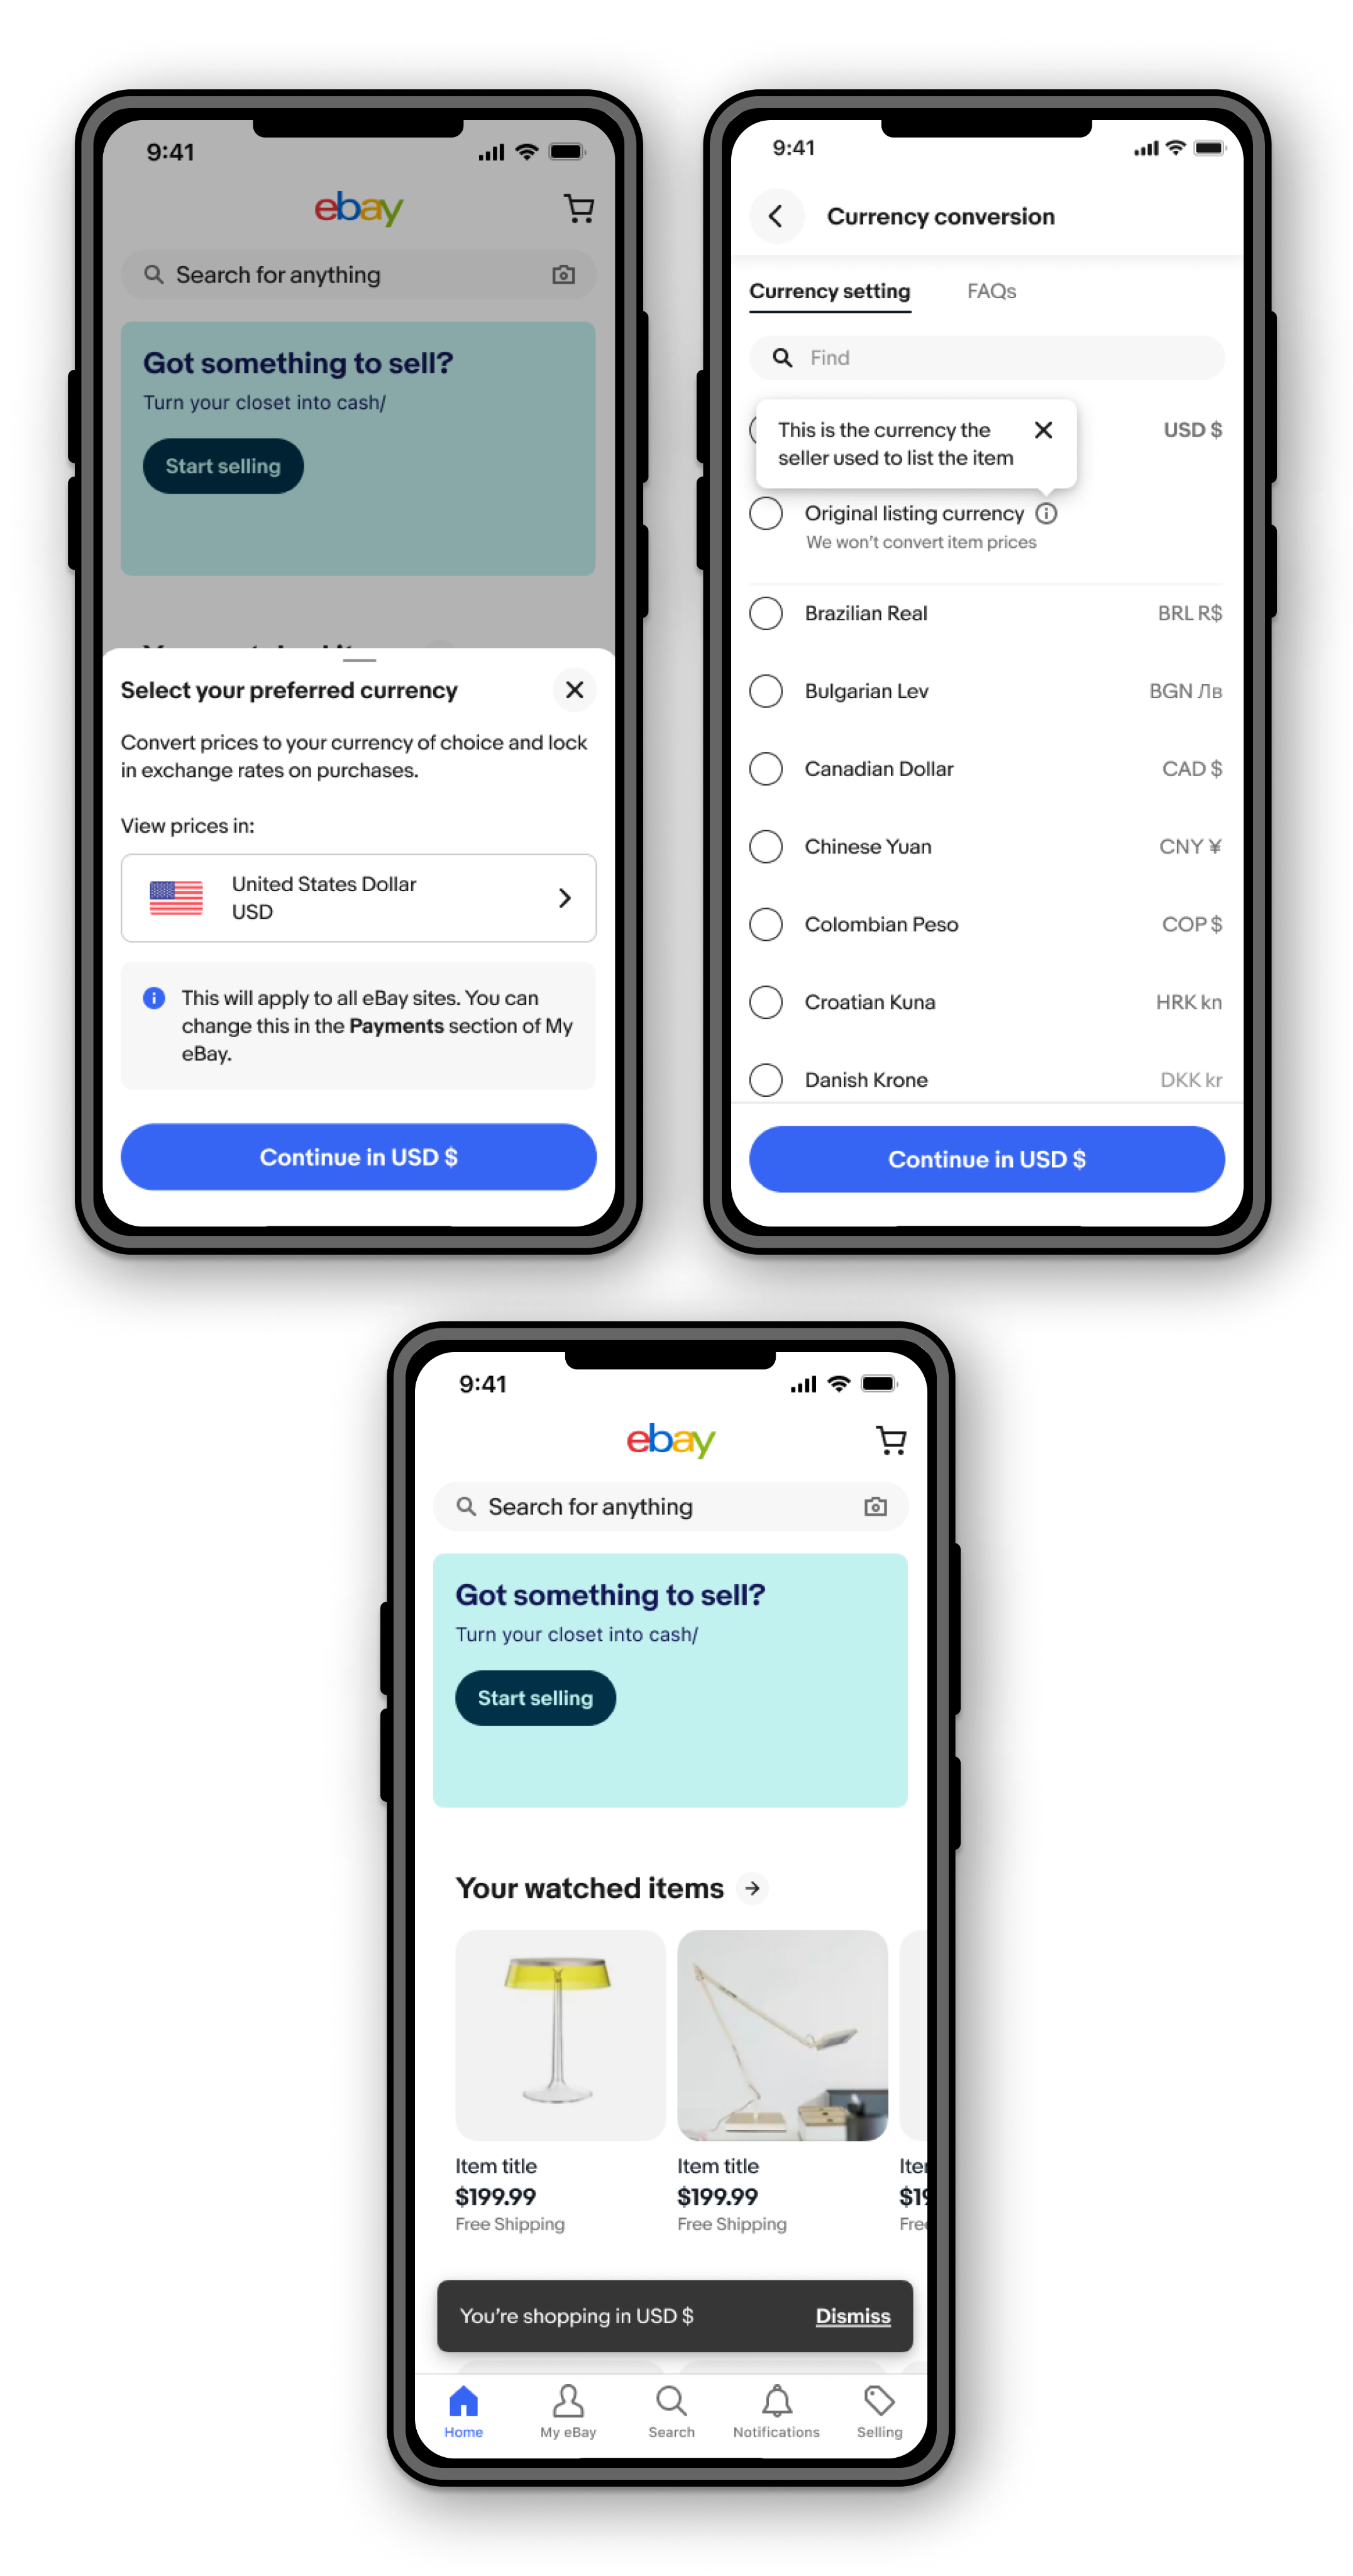 9:41
ebay
Search for anything
Got something to sell?
Turn your closet into cash/
Start selling
Select your preferred currency
Convert prices to your currency of choice and lock
in exchange rates on purchases.
View prices in:
United States Dollar
USD
This will apply to all eBay sites. You can
change this in the Payments section of My
eBay.
Continue in USD $
9:41
Currency conversion
Currency setting FAQs
Find
This is the currency the
seller used to list the item
USD $
Original listing currency
We won't convert item prices
Brazilian Real BRL R$
Bulgarian Lev BGN Лв
Canadian Dollar CAD $
Chinese Yuan CNY ¥
Colombian Peso COP $
Croatian Kuna HRK kn
Danish Krone DKK kr
Continue in USD $
9:41
ebay
Search for anything
Got something to sell?
Turn your closet into cash/
Start selling
Your watched items
Item title Item title
$199.99 $199.99
Free Shipping Free Shipping
You're shopping in USD $ Dismiss
Home My eBay Search Notifications Selling